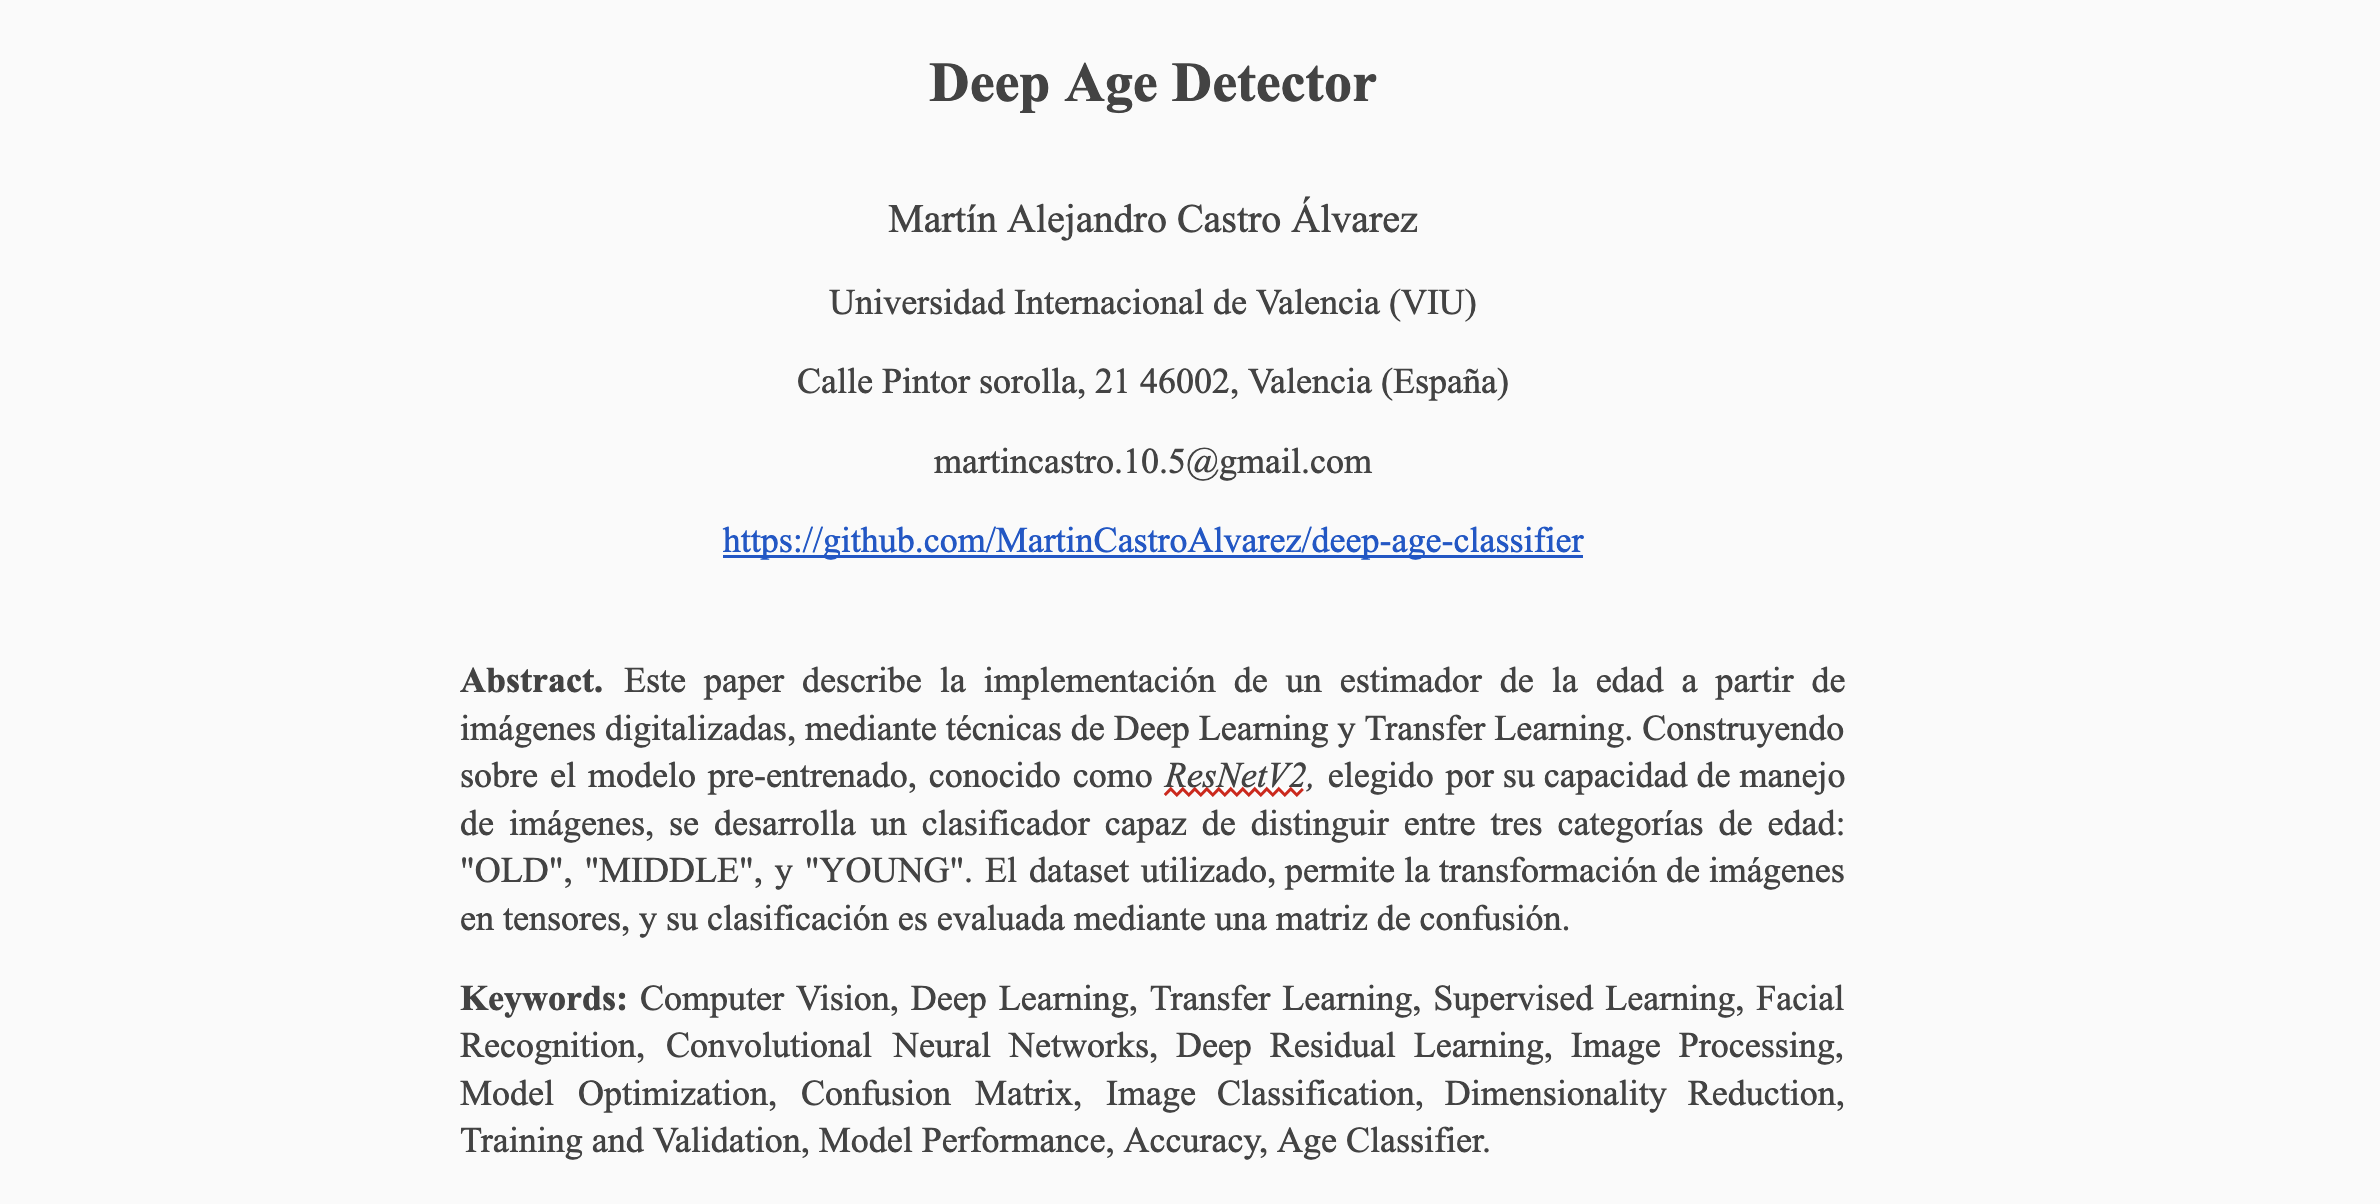 Deep Age Detector
Martín Alejandro Castro Álvarez
Universidad Internacional de Valencia (VIU)
Calle Pintor sorolla, 21 46002, Valencia (España)
martincastro.10.5@gmail.com
https://github.com/MartinCastroAlvarez/deep-age-classifier
Abstract. Este paper describe la implementación de un estimador de la edad a partir de
imágenes digitalizadas, mediante técnicas de Deep Learning y Transfer Learning. Construyendo
sobre el modelo pre-entrenado, conocido como ResNetV2, elegido por su capacidad de manejo
de imágenes, se desarrolla un clasificador capaz de distinguir entre tres categorías de edad:
"OLD", "MIDDLE", y "YOUNG". El dataset utilizado, permite la transformación de imágenes
en tensores, y su clasificación es evaluada mediante una matriz de confusión.
Keywords: Computer Vision, Deep Learning, Transfer Learning, Supervised Learning, Facial
Recognition, Convolutional Neural Networks, Deep Residual Learning, Image Processing,
Model Optimization, Confusion Matrix, Image Classification, Dimensionality Reduction,
Training and Validation, Model Performance, Accuracy, Age Classifier.